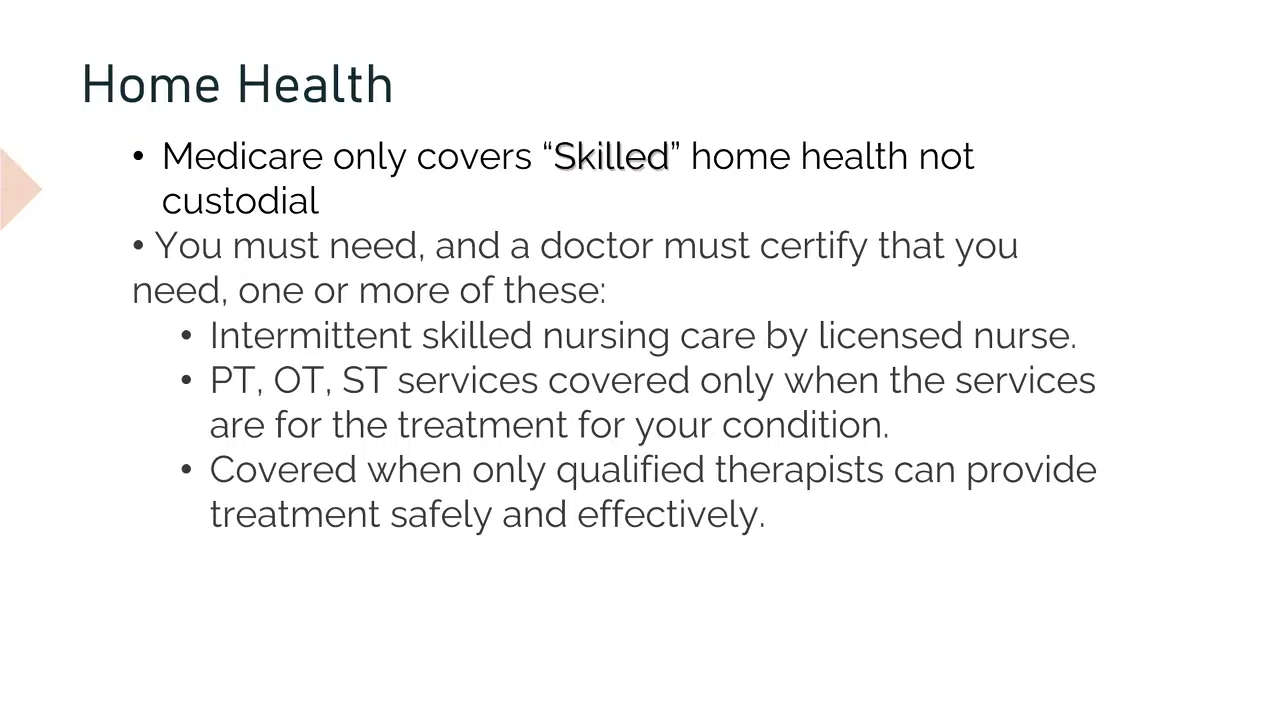 Home Health
• Medicare only covers “Skilled” home health not
custodial
• You must need, and a doctor must certify that you
need, one or more of these:
• Intermittent skilled nursing care by licensed nurse.
• PT, OT, ST services covered only when the services
are for the treatment for your condition.
• Covered when only qualified therapists can provide
treatment safely and effectively.